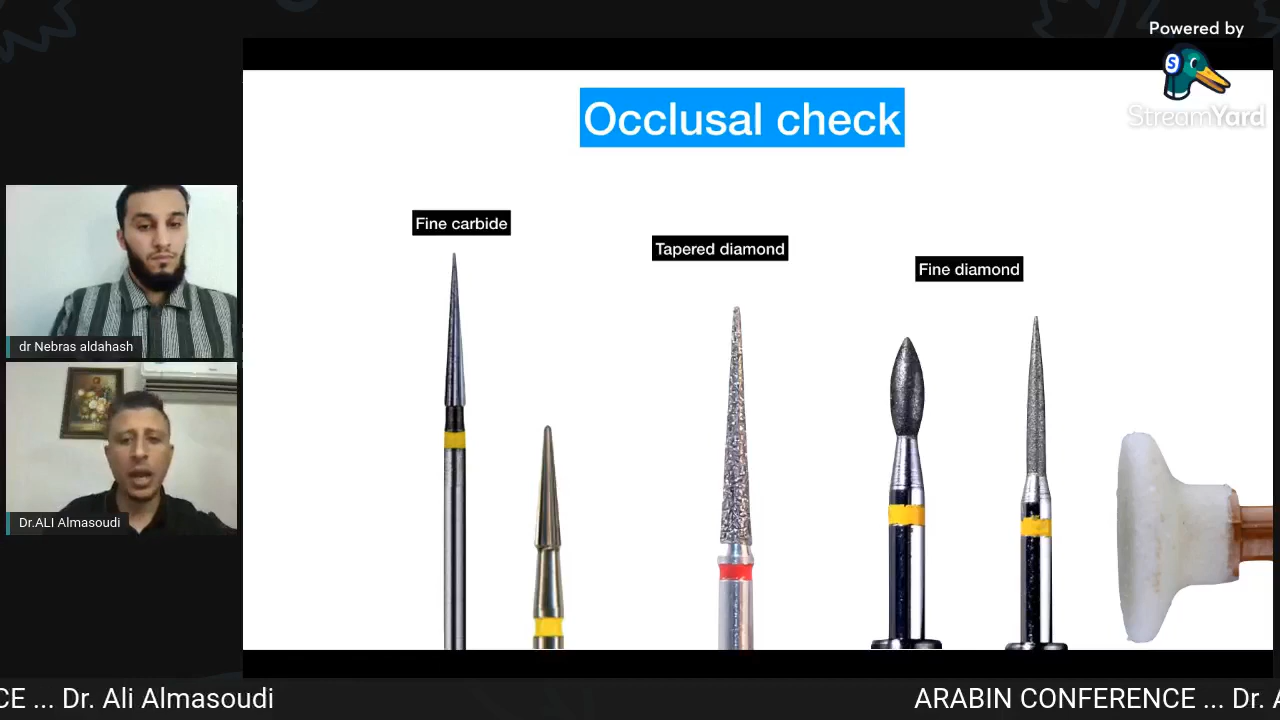 Powered by
S
StreamYard
Occlusal check
Fine carbide
Tapered diamond
Fine diamond
dr Nebras aldahash
Dr.ALI Almasoudi
CE ... Dr. Ali Almasoudi
ARABIN CONFERENCE ... Dr. A